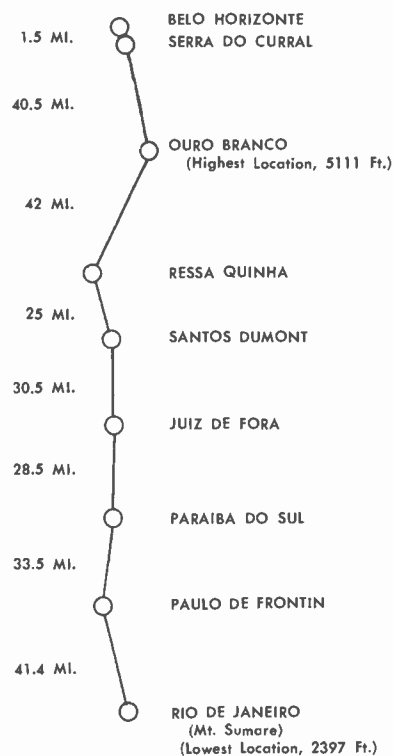 BELO HORIZONTE
1.5 MI.
SERRA DO CURRAL
40.5 MI.
OURO BRANCO
(Highest Location, 5111 Ft.)
42 MI.
RESSA QUINHA
25 MI.
SANTOS DUMONT
30.5 MI.
JUIZ DE FORA
28.5 MI.
PARAIBA DO SUL
33.5 MI.
PAULO DE FRONTIN
41.4 MI.
RIO DE JANEIRO
(Mt. Sumare)
(Lowest Location, 2397 Ft.)